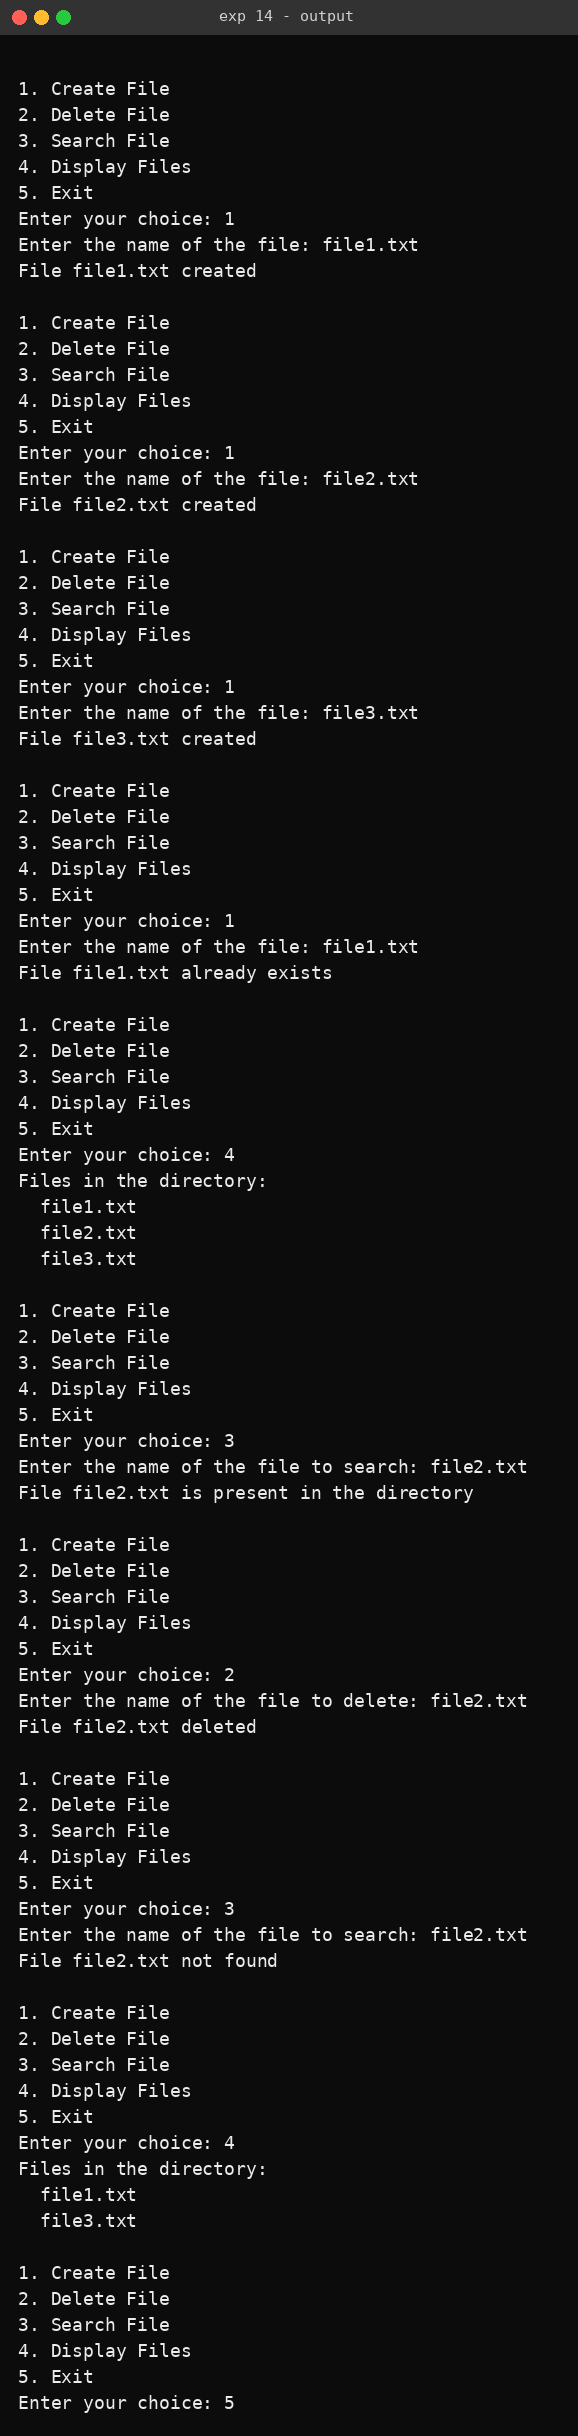 exp 14 - output
1. Create File
2. Delete File
3. Search File
4. Display Files
5. Exit
Enter your choice: 1
Enter the name of the file: file1.txt
File file1.txt created
1. Create File
2. Delete File
3. Search File
4. Display Files
5. Exit
Enter your choice: 1
Enter the name of the file: file2.txt
File file2.txt created
1. Create File
2. Delete File
3. Search File
4. Display Files
5. Exit
Enter your choice: 1
Enter the name of the file: file3.txt
File file3.txt created
1. Create File
2. Delete File
3. Search File
4. Display Files
5. Exit
Enter your choice: 1
Enter the name of the file: file1.txt
File file1.txt already exists
1. Create File
2. Delete File
3. Search File
4. Display Files
5. Exit
Enter your choice: 4
Files in the directory:
  file1.txt
  file2.txt
  file3.txt
1. Create File
2. Delete File
3. Search File
4. Display Files
5. Exit
Enter your choice: 3
Enter the name of the file to search: file2.txt
File file2.txt is present in the directory
1. Create File
2. Delete File
3. Search File
4. Display Files
5. Exit
Enter your choice: 2
Enter the name of the file to delete: file2.txt
File file2.txt deleted
1. Create File
2. Delete File
3. Search File
4. Display Files
5. Exit
Enter your choice: 3
Enter the name of the file to search: file2.txt
File file2.txt not found
1. Create File
2. Delete File
3. Search File
4. Display Files
5. Exit
Enter your choice: 4
Files in the directory:
  file1.txt
  file3.txt
1. Create File
2. Delete File
3. Search File
4. Display Files
5. Exit
Enter your choice: 5